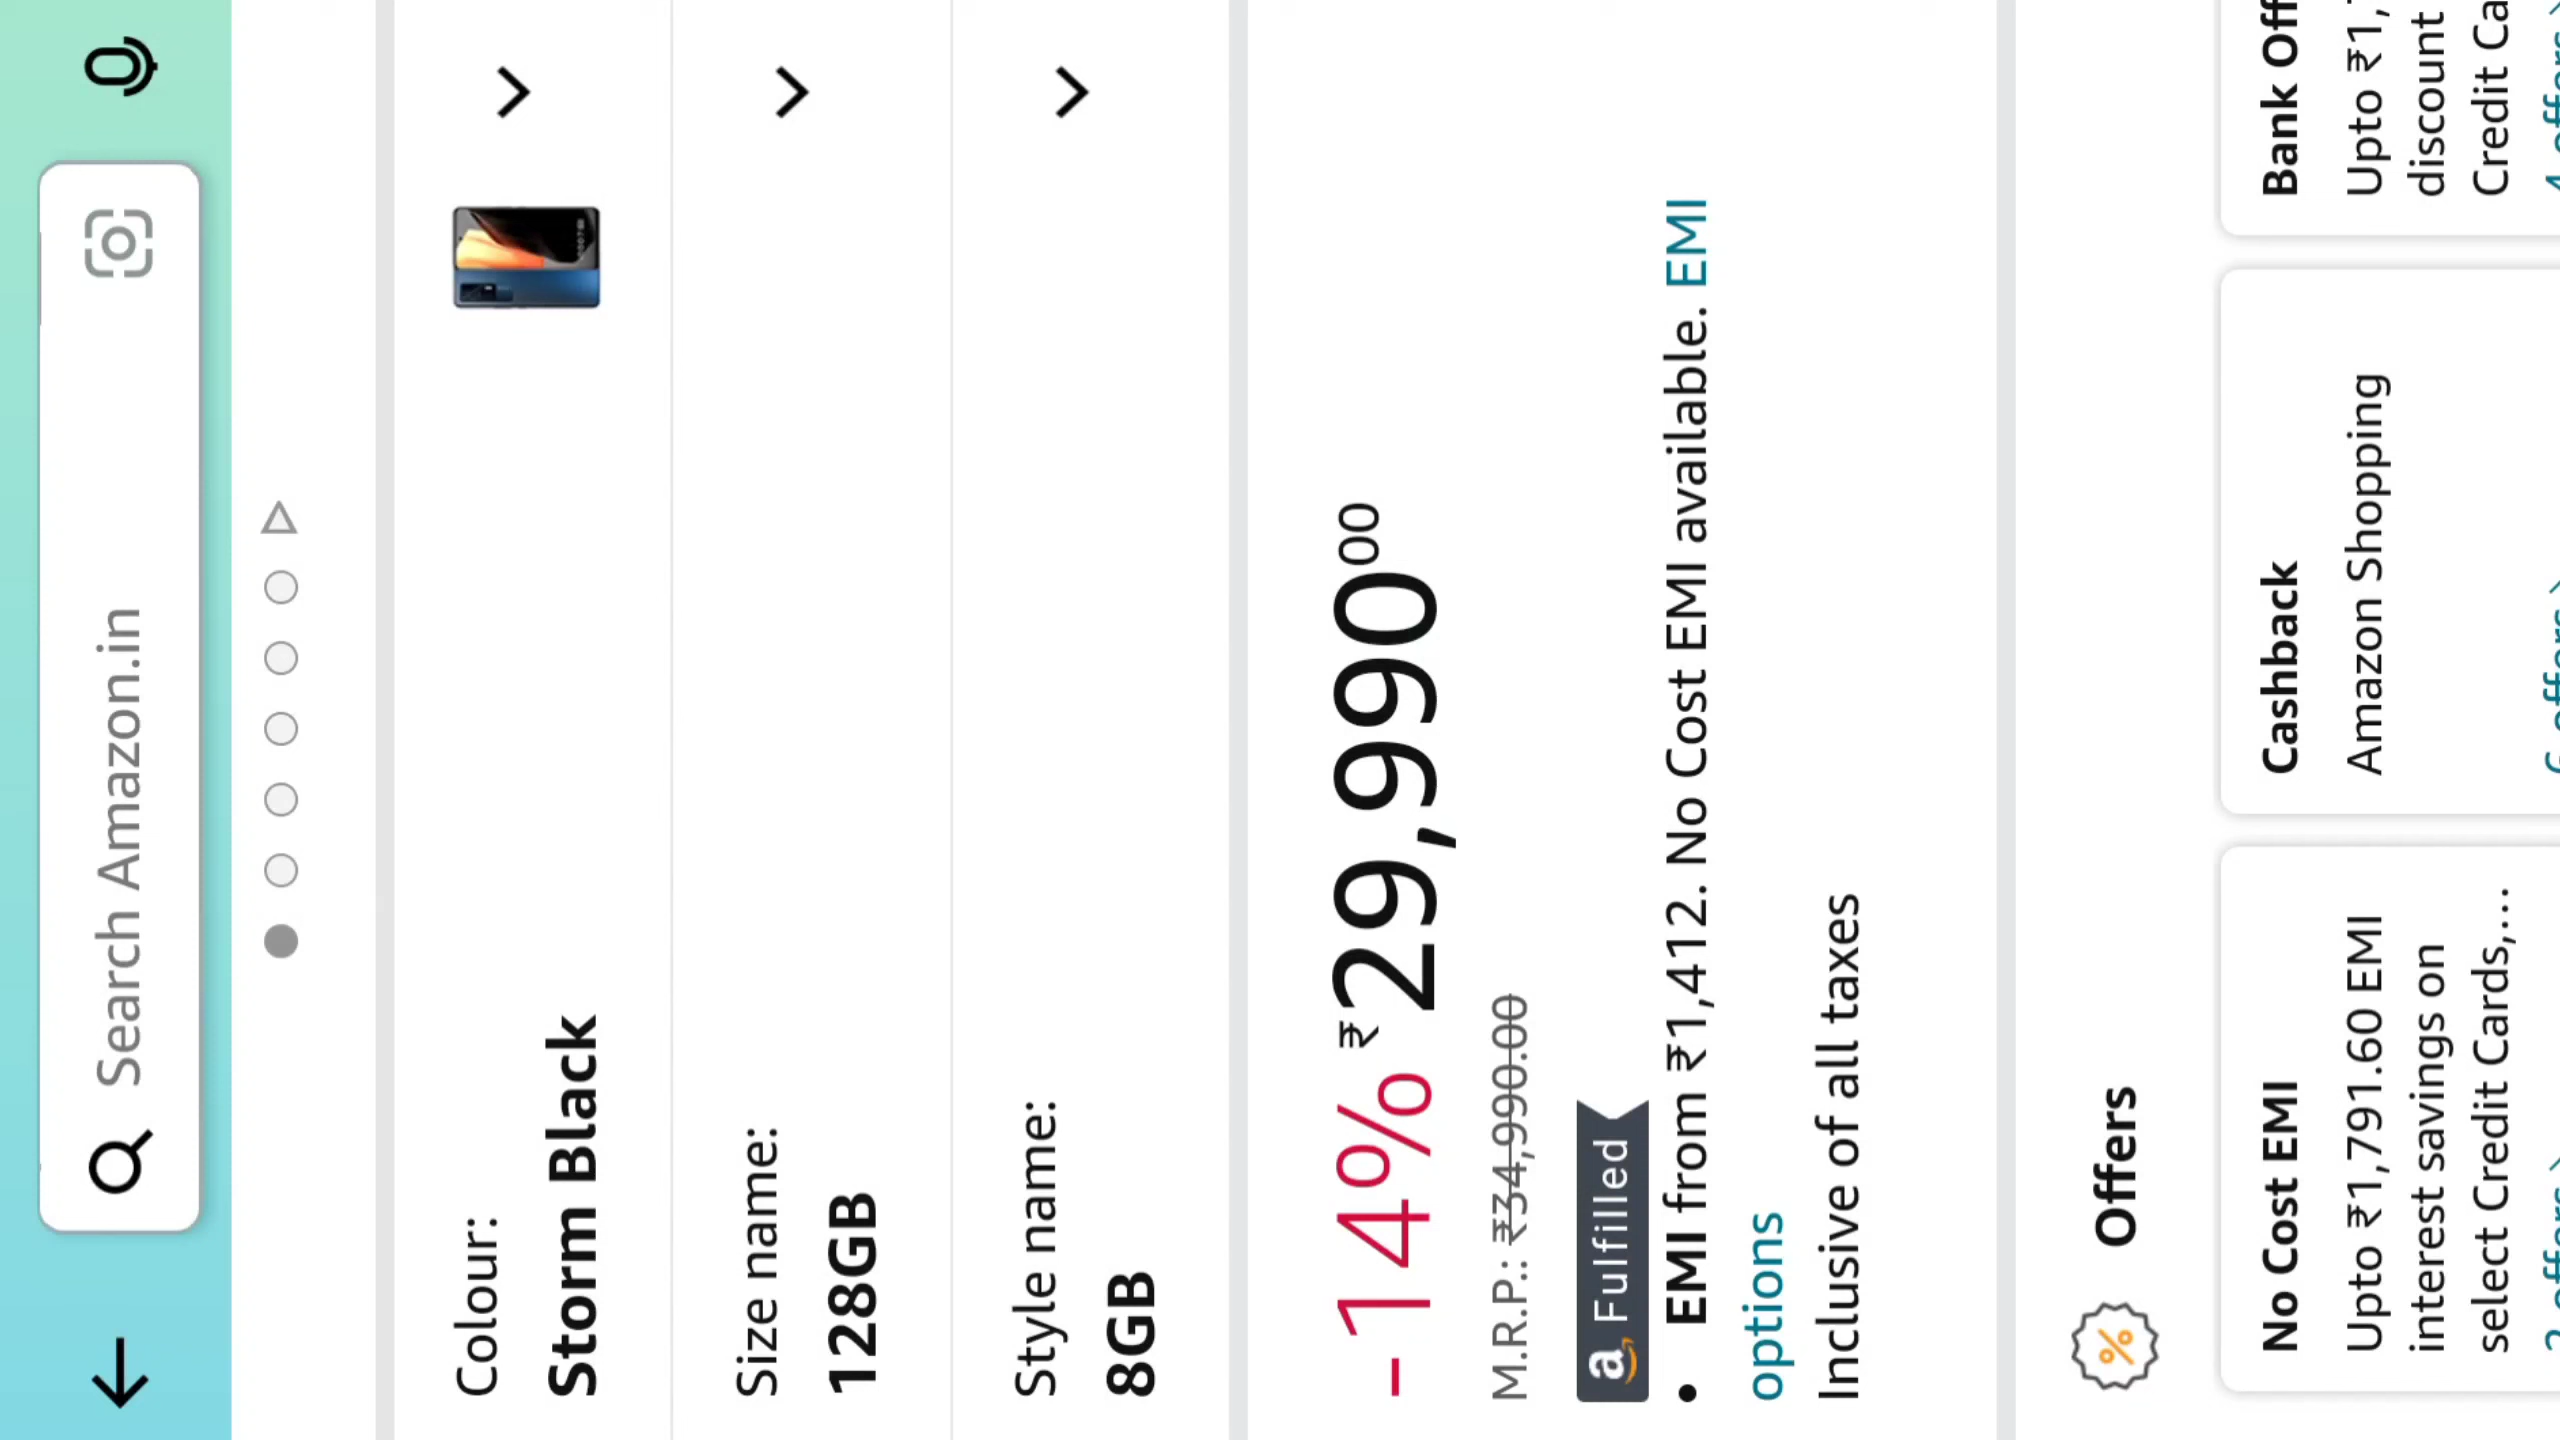 Search Amazon.in
Colour:
Storm Black
Size name:
128GB
Style name:
8GB
-14% ₹29,990⁰⁰
M.R.P.: ₹34,990.00
a Fulfilled
• EMI from ₹1,412. No Cost EMI available. EMI
options
Inclusive of all taxes
% Offers
No Cost EMI
Upto ₹1,791.60 EMI
interest savings on
select Credit Cards,...
Cashback
Amazon Shopping
Bank Off
Upto ₹1,
discount
Credit Ca